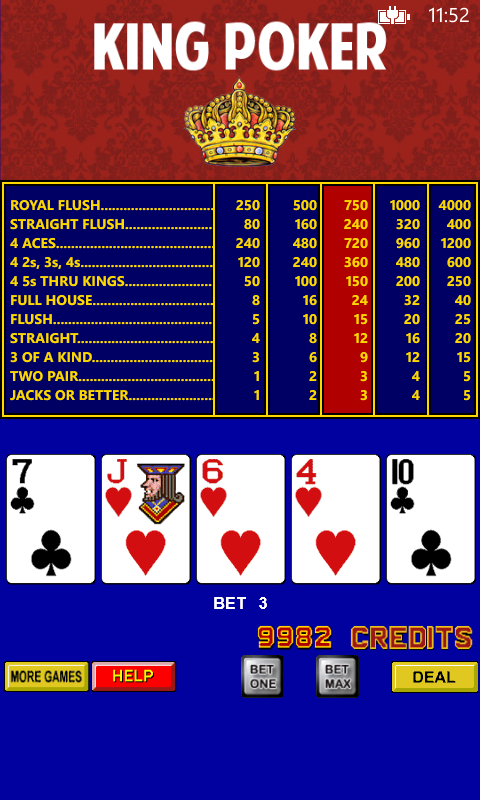 11:52
KING POKER
ROYAL FLUSH 250 500 750 1000 4000
STRAIGHT FLUSH 80 160 240 320 400
4 ACES 240 480 720 960 1200
4 2s, 3s, 4s 120 240 360 480 600
4 5s THRU KINGS 50 100 150 200 250
FULL HOUSE 8 16 24 32 40
FLUSH 5 10 15 20 25
STRAIGHT 4 8 12 16 20
3 OF A KIND 3 6 9 12 15
TWO PAIR 1 2 3 4 5
JACKS OR BETTER 1 2 3 4 5
7 J 6 4 10
BET 3
9982 CREDITS
MORE GAMES HELP BET ONE BET MAX DEAL